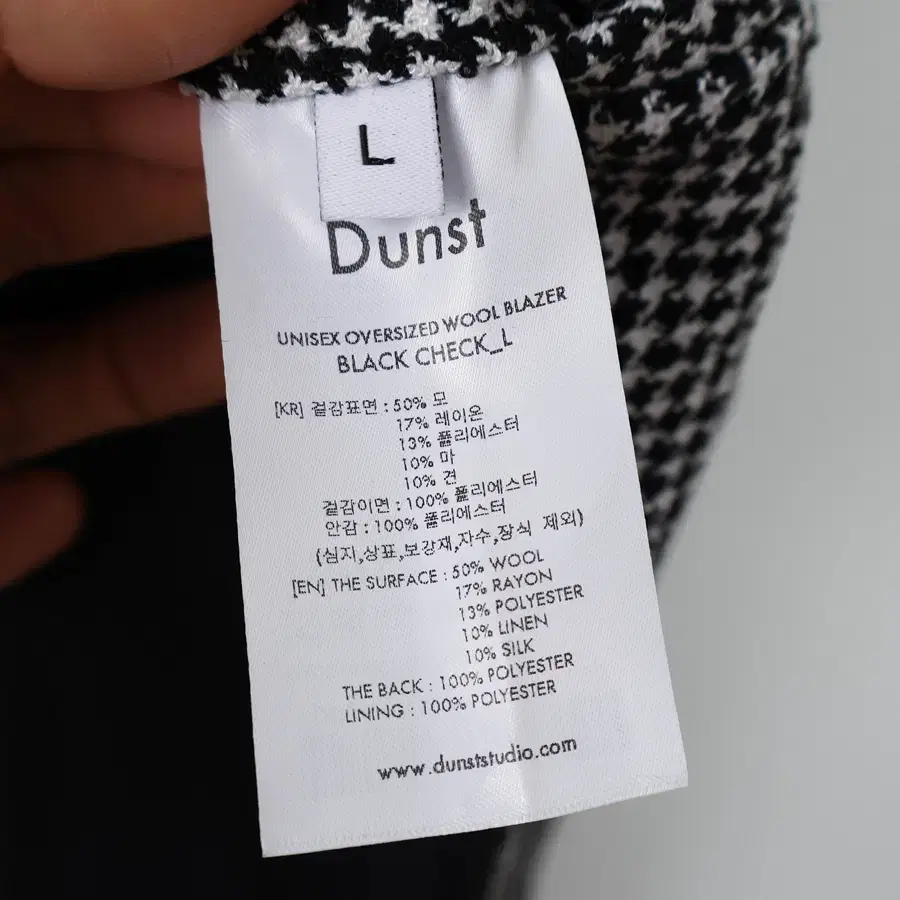 L
Dunst
UNISEX OVERSIZED WOOL BLAZER
BLACK CHECK_L
[KR] 겉감표면 : 50% 모
17% 레이온
13% 폴리에스터
10% 마
10% 견
겉감이면 : 100% 폴리에스터
안감 : 100% 폴리에스터
(심지,상표,보강재,자수,장식 제외)
[EN] THE SURFACE : 50% WOOL
17% RAYON
13% POLYESTER
10% LINEN
10% SILK
THE BACK : 100% POLYESTER
LINING : 100% POLYESTER
www.dunststudio.com